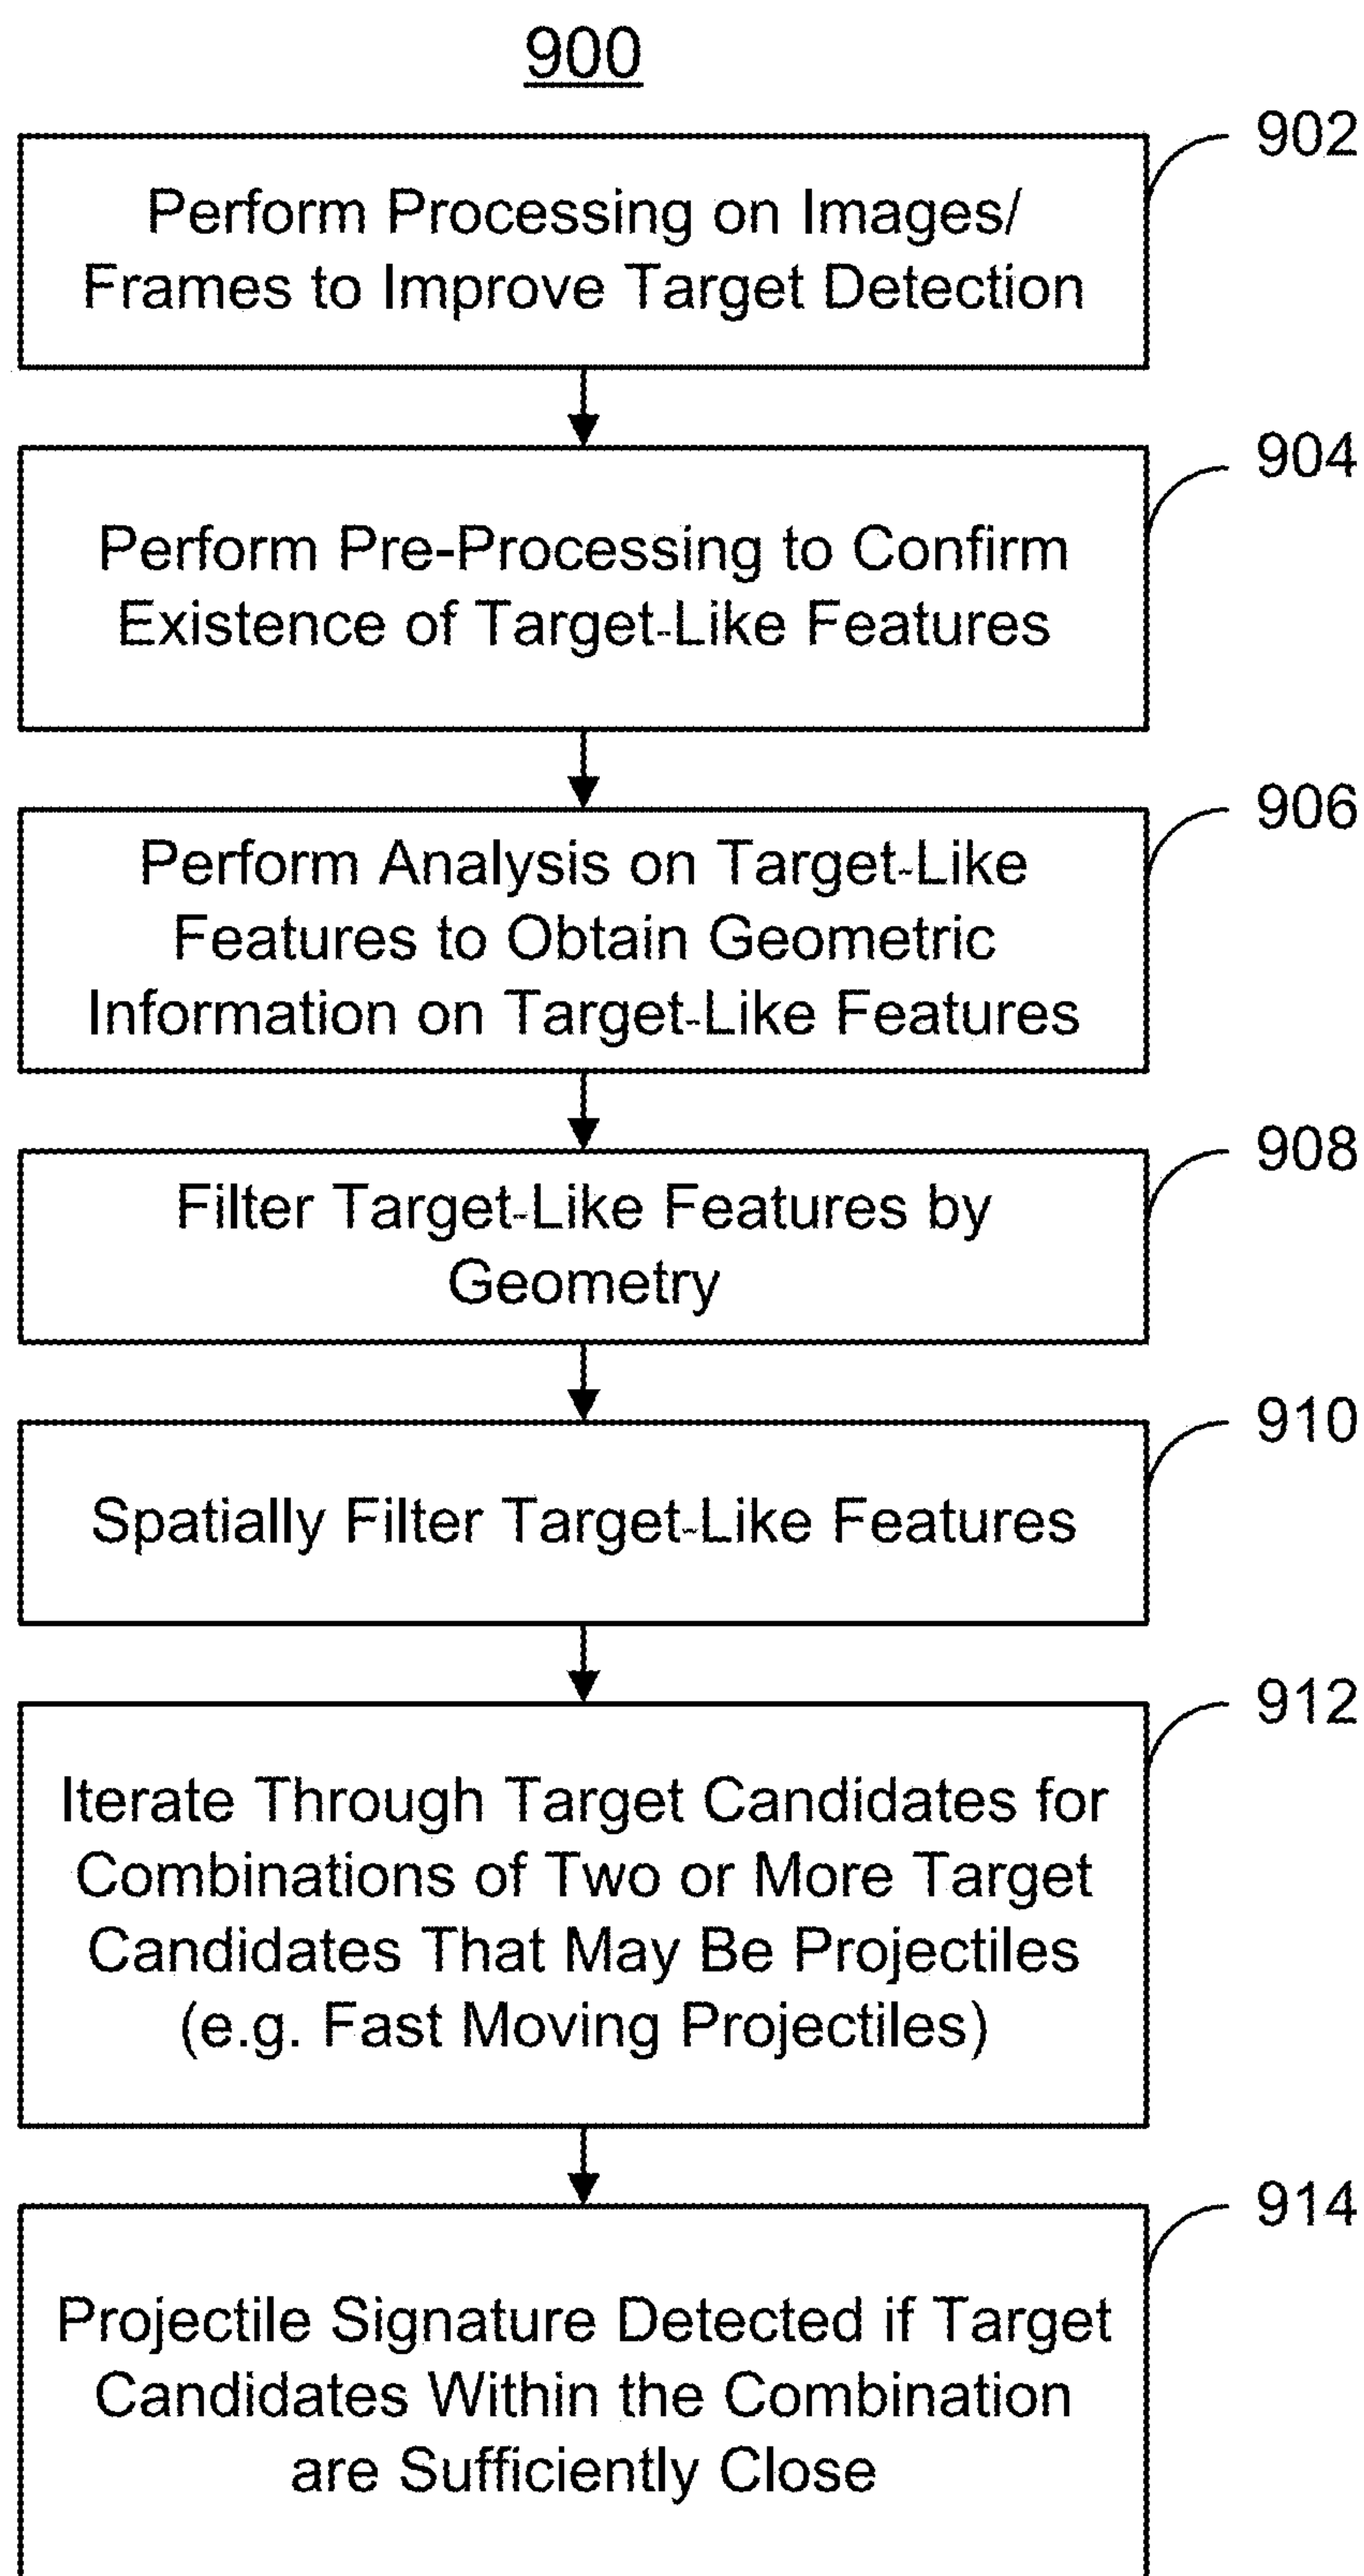 900
902
Perform Processing on Images/
Frames to Improve Target Detection
904
Perform Pre-Processing to Confirm
Existence of Target-Like Features
906
Perform Analysis on Target-Like
Features to Obtain Geometric
Information on Target-Like Features
908
Filter Target-Like Features by
Geometry
910
Spatially Filter Target-Like Features
912
Iterate Through Target Candidates for
Combinations of Two or More Target
Candidates That May Be Projectiles
(e.g. Fast Moving Projectiles)
914
Projectile Signature Detected if Target
Candidates Within the Combination
are Sufficiently Close